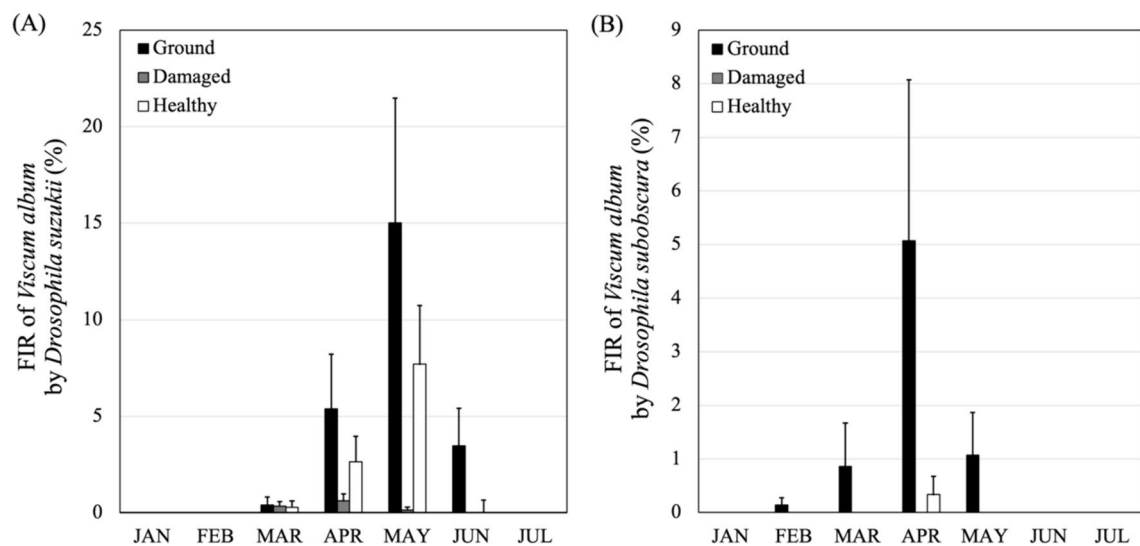 (A)
FIR of Viscum album
by Drosophila suzukii (%)
25
20
15
10
5
0
Ground
Damaged
Healthy
JAN FEB MAR APR MAY JUN JUL
(B)
FIR of Viscum album
by Drosophila subobscura (%)
9
8
7
6
5
4
3
2
1
0
Ground
Damaged
Healthy
JAN FEB MAR APR MAY JUN JUL